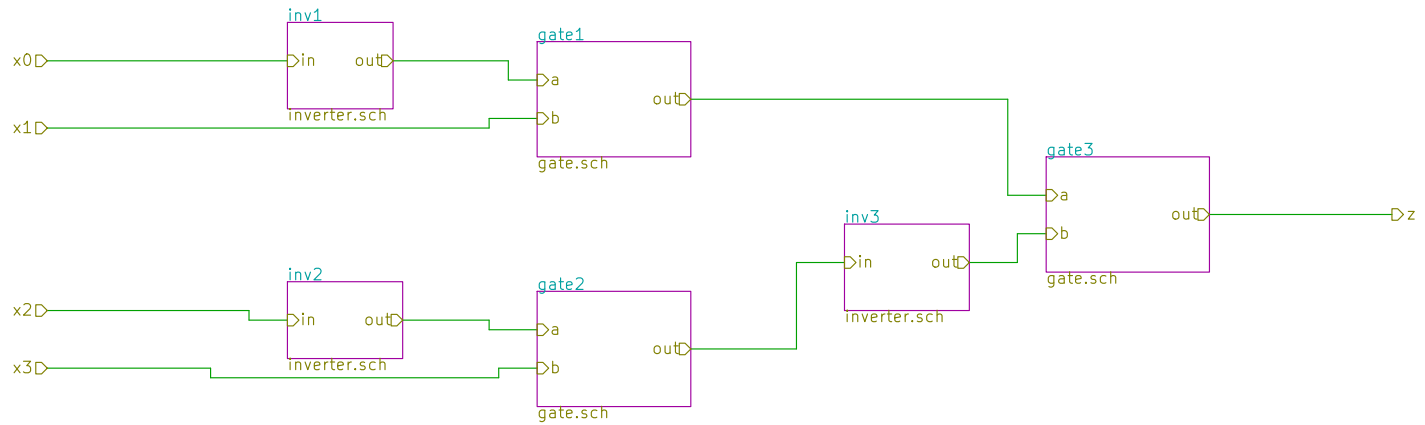 inv1
x0
in
out
inverter.sch
x1
gate1
a
b
out
gate.sch
inv2
x2
in
out
inverter.sch
x3
gate2
a
b
out
gate.sch
inv3
in
out
inverter.sch
gate3
a
b
out
gate.sch
z